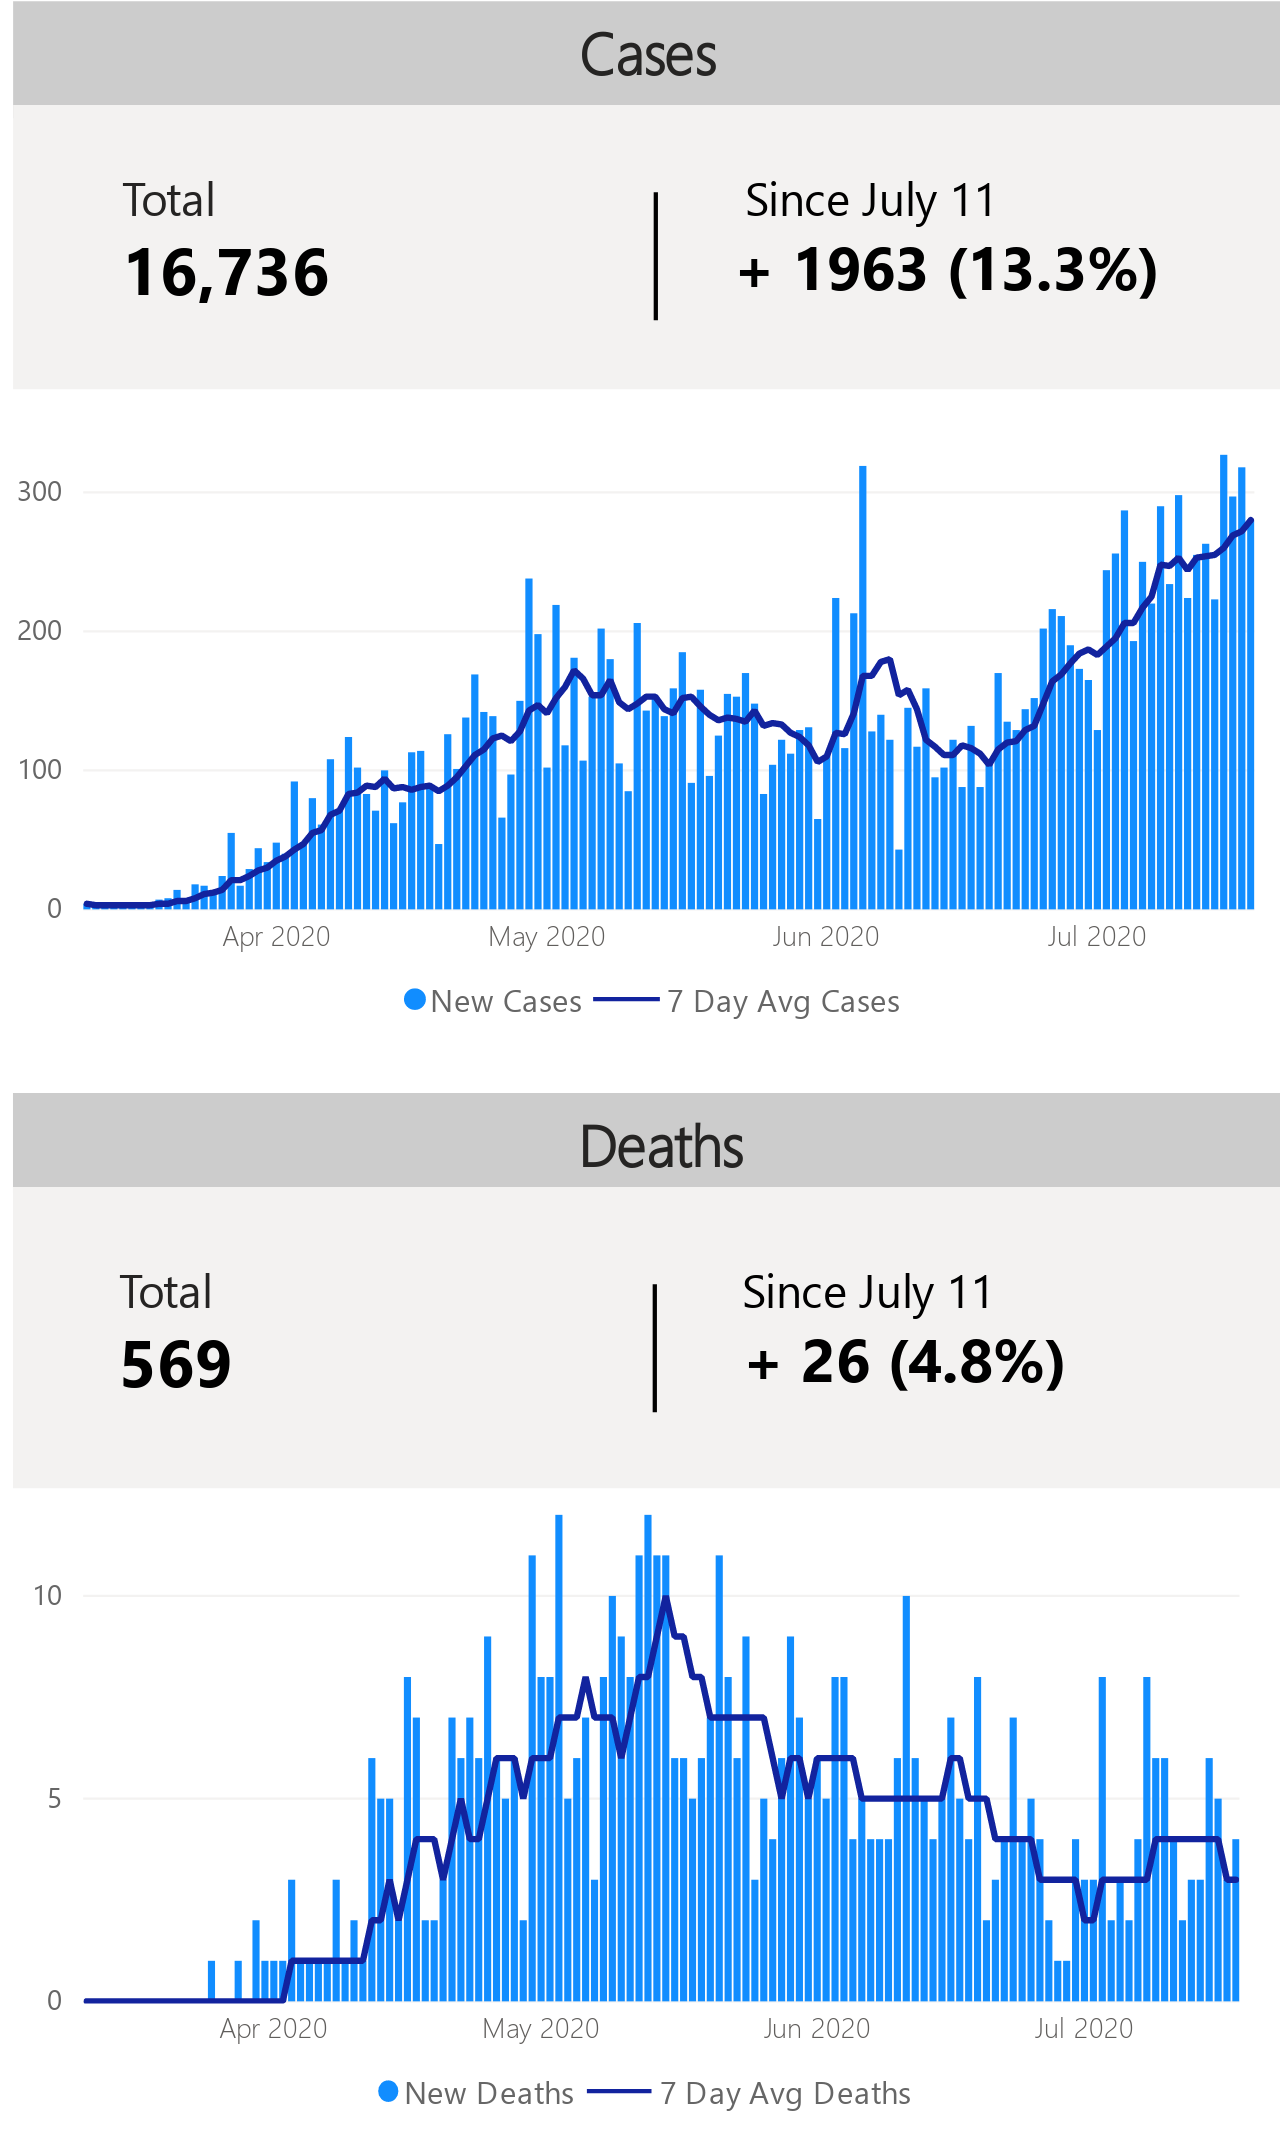 Cases
Total
Since July 11
16,736
+ 1963 (13.3%)
300
200
100
0
Apr 2020
May 2020
Jun 2020
Jul 2020
New Cases
7 Day Avg Cases
Deaths
Total
Since July 11
569
+ 26 (4.8%)
10
5
0
Apr 2020
May 2020
Jun 2020
Jul 2020
New Deaths
7 Day Avg Deaths